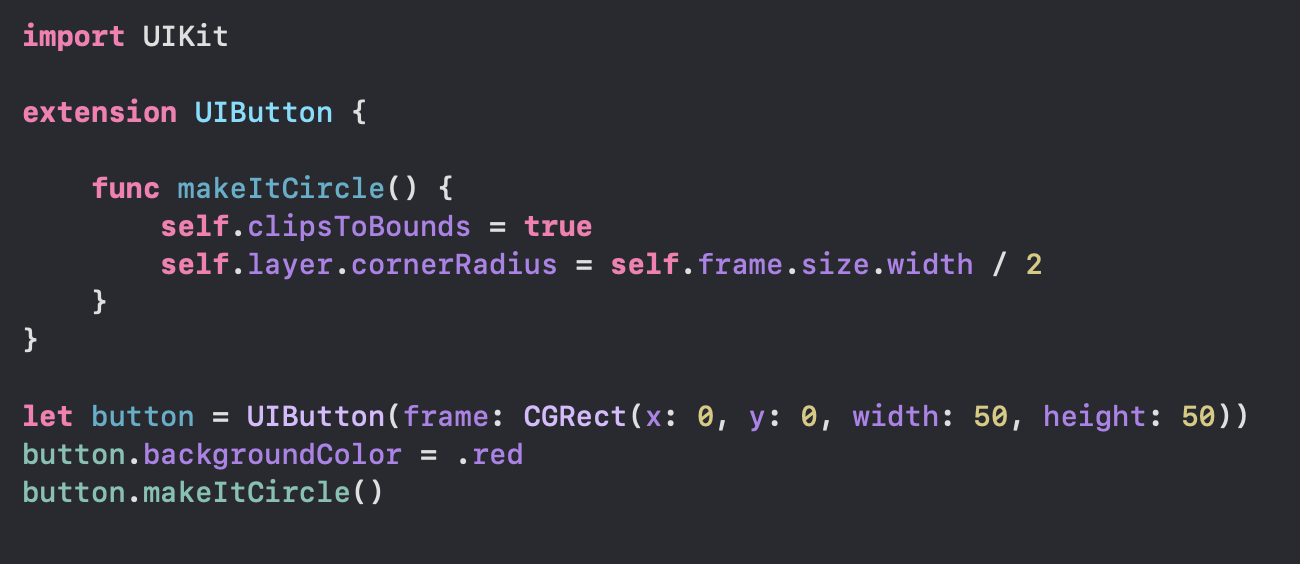 import UIKit
extension UIButton {
func makeItCircle() {
self.clipsToBounds = true
self.layer.cornerRadius = self.frame.size.width / 2
}
}
let button = UIButton(frame: CGRect(x: 0, y: 0, width: 50, height: 50))
button.backgroundColor = .red
button.makeItCircle()